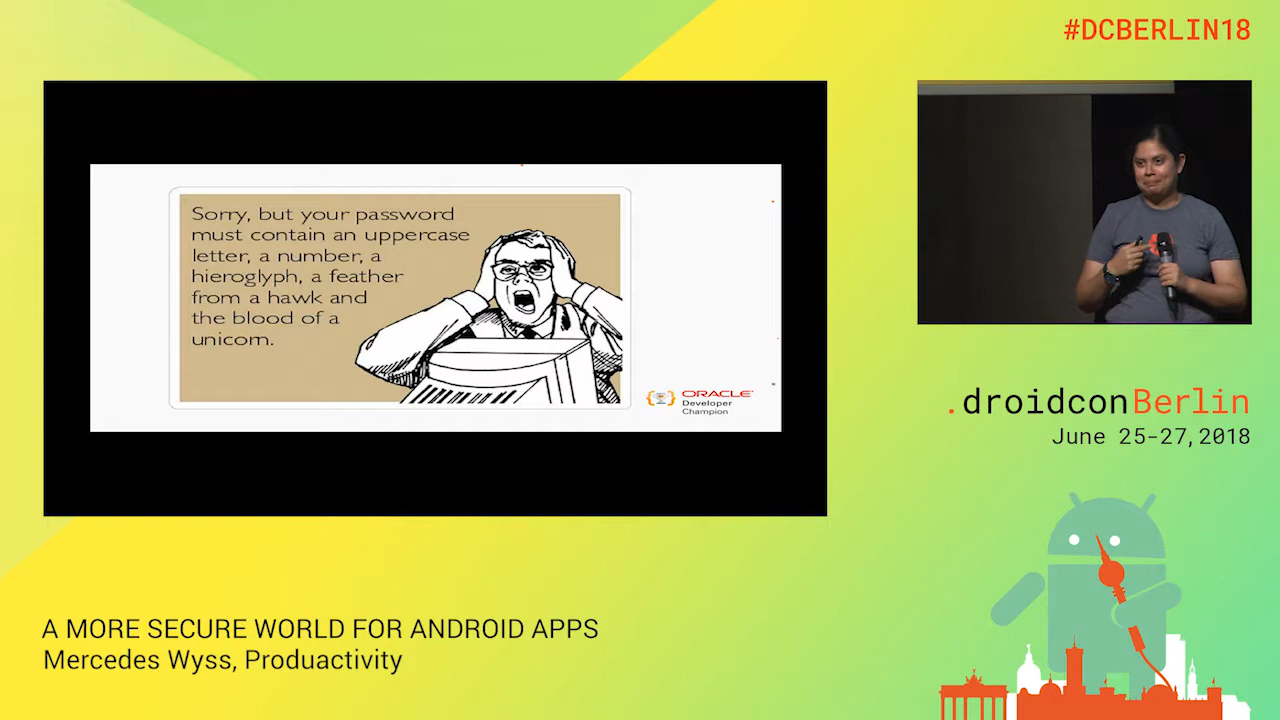 #DCBERLIN18
Sorry, but your password
must contain an uppercase
letter, a number, a
hieroglyph, a feather
from a hawk and
the blood of a
unicorn.
ORACLE
Developer
Champion
.droidconBerlin
June 25-27,2018
A MORE SECURE WORLD FOR ANDROID APPS
Mercedes Wyss, Produactivity